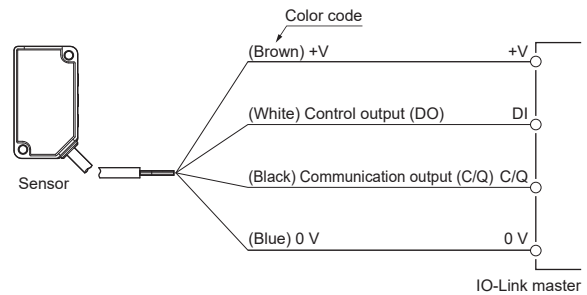 Color code
(Brown) +V +V
(White) Control output (DO) DI
(Black) Communication output (C/Q) C/Q
Sensor
(Blue) 0 V 0 V
IO-Link master